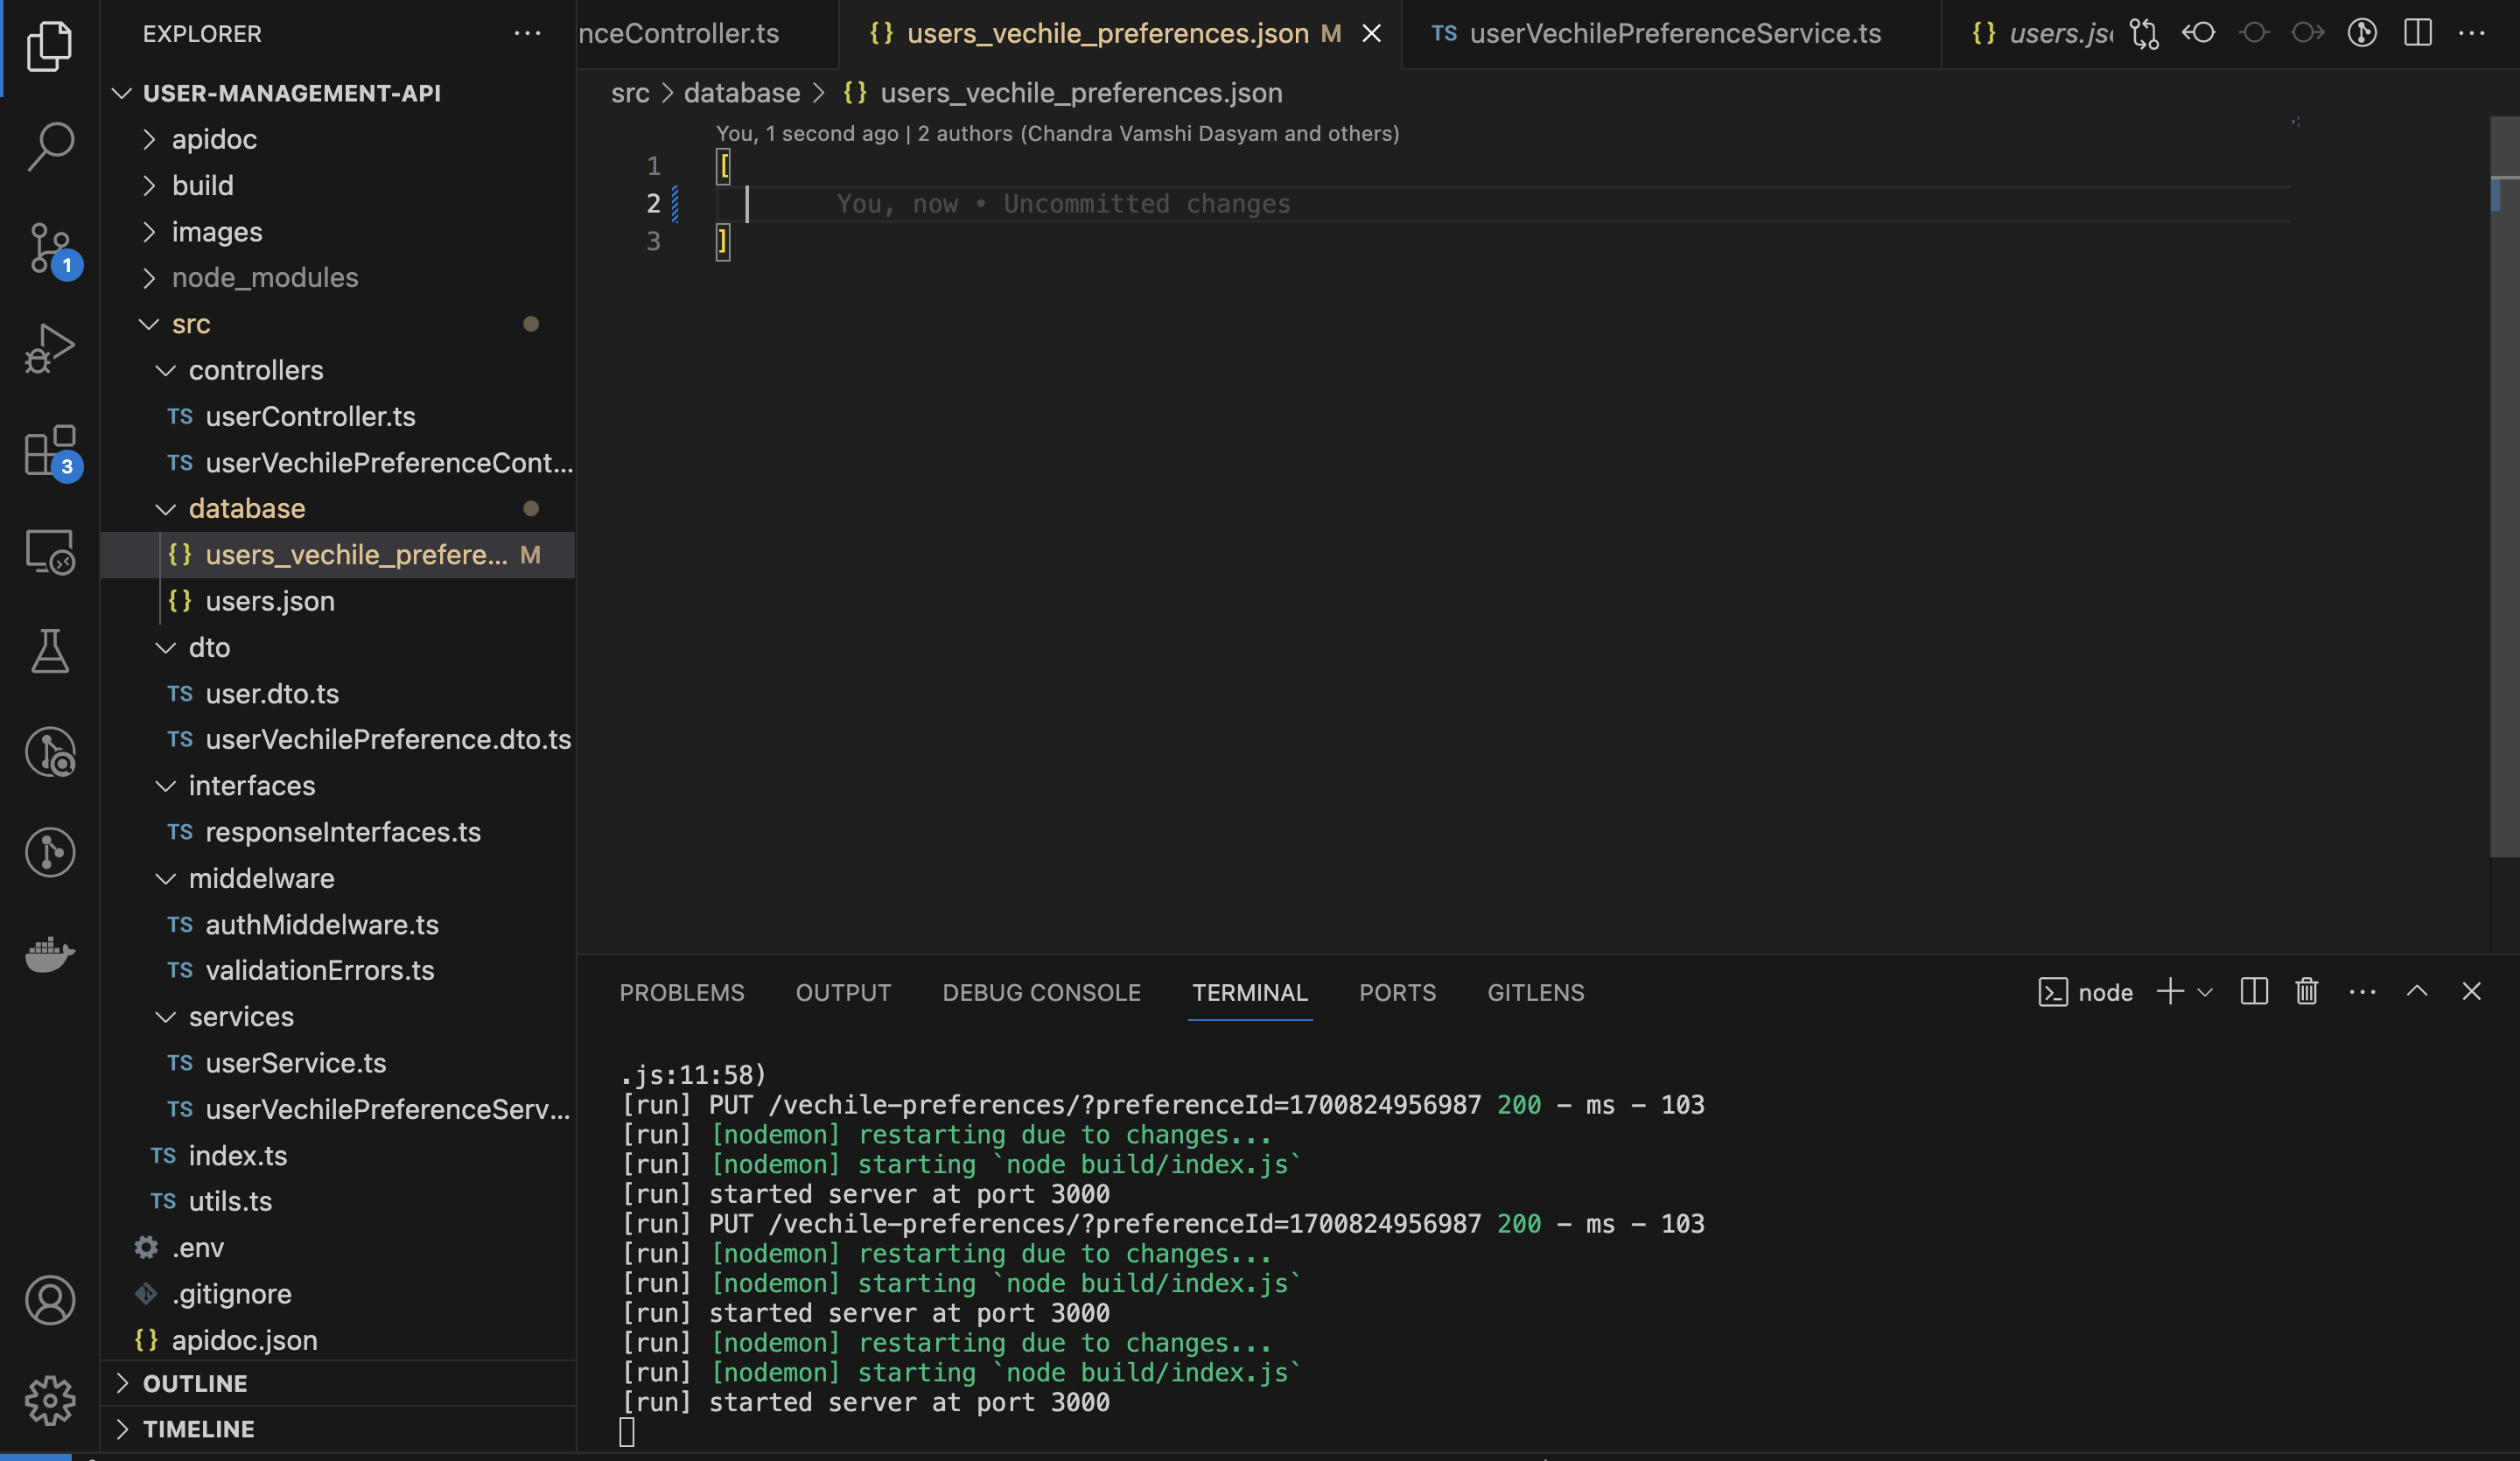 EXPLORER
USER-MANAGEMENT-API
apidoc
build
images
node_modules
src
controllers
TS userController.ts
TS userVechilePreferenceCont...
database
{} users_vechile_prefere... M
{} users.json
dto
TS user.dto.ts
TS userVechilePreference.dto.ts
interfaces
TS responseInterfaces.ts
middelware
TS authMiddelware.ts
TS validationErrors.ts
services
TS userService.ts
TS userVechilePreferenceServ...
TS index.ts
TS utils.ts
.env
.gitignore
{} apidoc.json
OUTLINE
TIMELINE
1
3
nceController.ts
{} users_vechile_preferences.json M
TS userVechilePreferenceService.ts
{} users.js
src > database > {} users_vechile_preferences.json
You, 1 second ago | 2 authors (Chandra Vamshi Dasyam and others)
1 [
2 You, now • Uncommitted changes
3 ]
PROBLEMS OUTPUT DEBUG CONSOLE TERMINAL PORTS GITLENS
node
.js:11:58)
[run] PUT /vechile-preferences/?preferenceId=1700824956987 200 - ms - 103
[run] [nodemon] restarting due to changes...
[run] [nodemon] starting `node build/index.js`
[run] started server at port 3000
[run] PUT /vechile-preferences/?preferenceId=1700824956987 200 - ms - 103
[run] [nodemon] restarting due to changes...
[run] [nodemon] starting `node build/index.js`
[run] started server at port 3000
[run] [nodemon] restarting due to changes...
[run] [nodemon] starting `node build/index.js`
[run] started server at port 3000